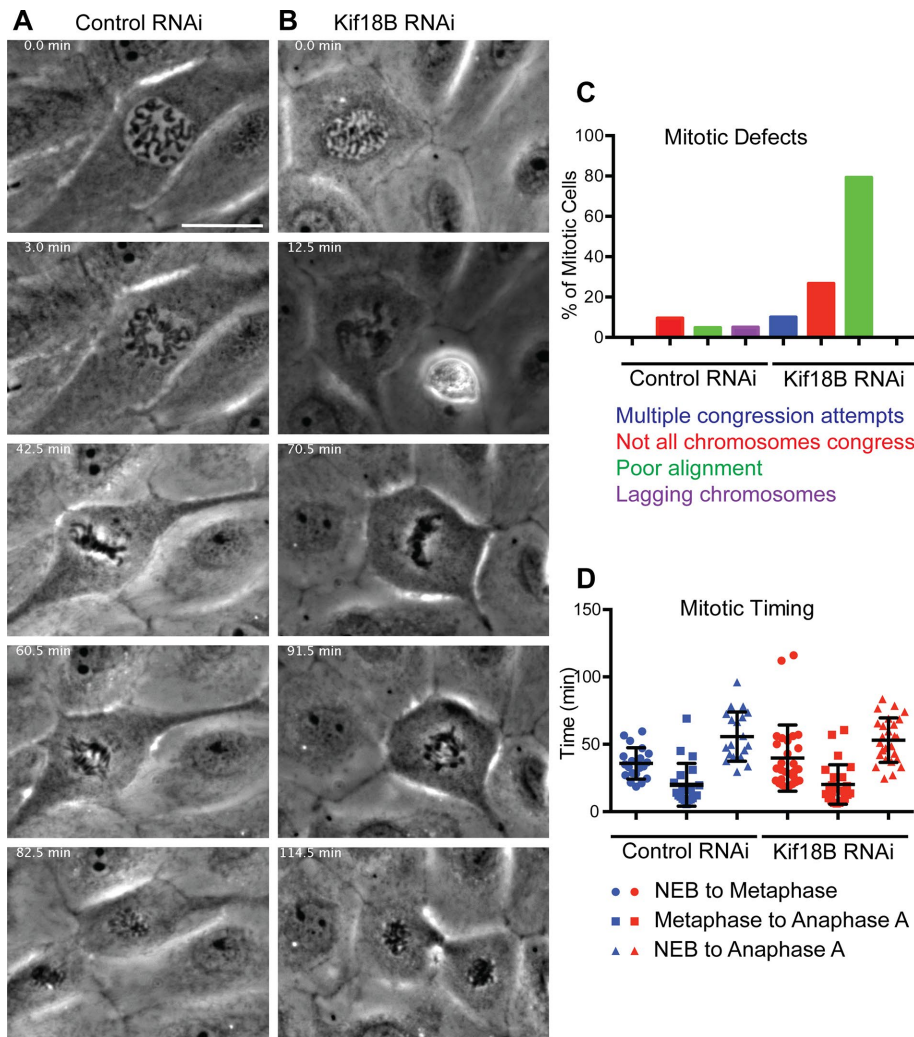 A Control RNAi
B Kif18B RNAi
0.0 min
3.0 min
42.5 min
60.5 min
82.5 min
0.0 min
12.5 min
70.5 min
91.5 min
114.5 min
C
Mitotic Defects
% of Mitotic Cells
100
80
60
40
20
0
Control RNAi Kif18B RNAi
Multiple congression attempts
Not all chromosomes congress
Poor alignment
Lagging chromosomes
D
Mitotic Timing
Time (min)
150
100
50
0
Control RNAi Kif18B RNAi
NEB to Metaphase
Metaphase to Anaphase A
NEB to Anaphase A